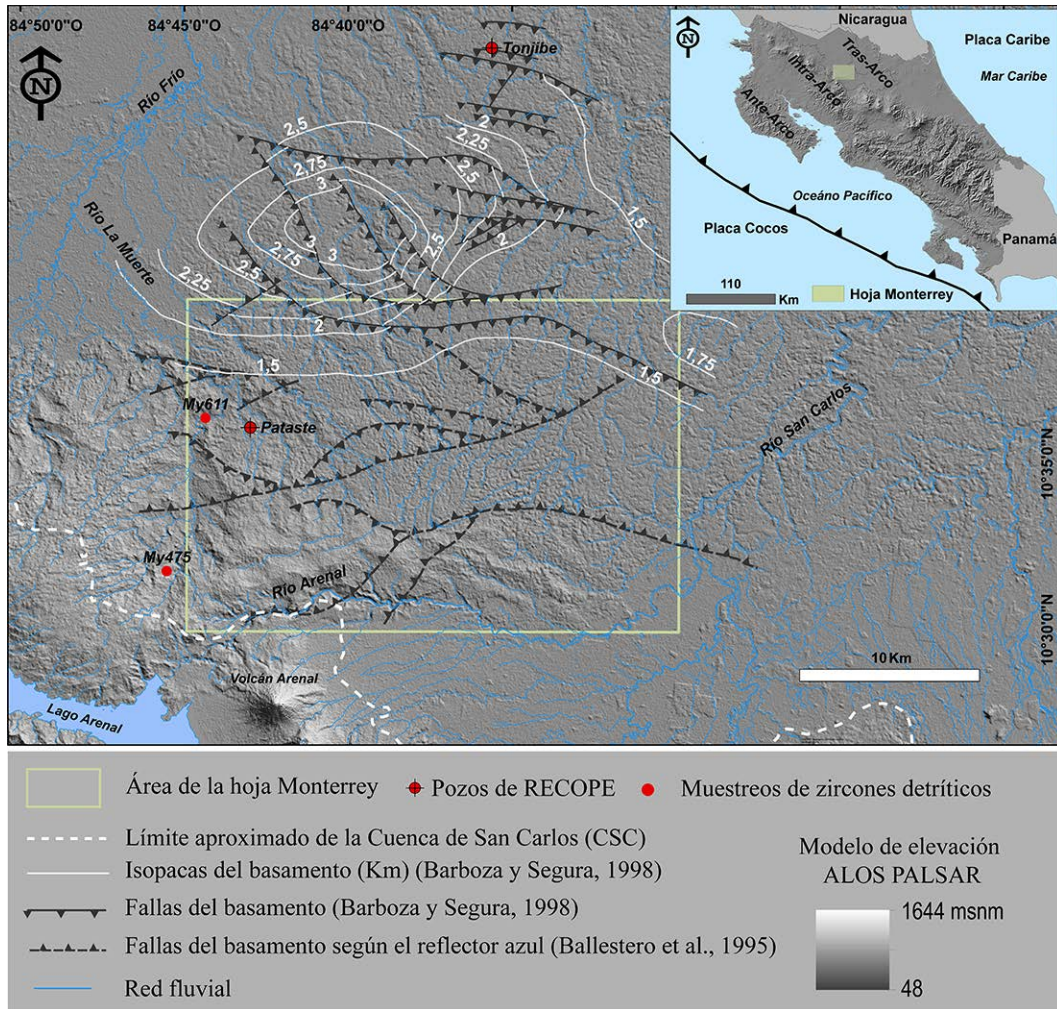 84°50'0"O
84°45'
84°40'
84°35'
N
Río Frío
Tonjibe
2,5
2
2,25
2,75
2,5
3
2
1,5
3
2,75
3
2,5
2,25
2,5
2
1,75
1,5
1,5
Río La Muerte
My611
Pataste
Río San Carlos
10°35'0"N
My475
Río Arenal
10°30'0"N
10 Km
Volcán Arenal
Lago Arenal
N
Nicaragua
Placa Caribe
Mar Caribe
Tras-Arco
Intra-Arco
Ante-Arco
Oceáno Pacífico
Placa Cocos
Panamá
110
Km
Hoja Monterrey
Área de la hoja Monterrey
Pozos de RECOPE
Muestreos de zircones detríticos
Límite aproximado de la Cuenca de San Carlos (CSC)
Isopacas del basamento (Km) (Barboza y Segura, 1998)
Fallas del basamento (Barboza y Segura, 1998)
Fallas del basamento según el reflector azul (Ballestero et al., 1995)
Red fluvial
Modelo de elevación
ALOS PALSAR
1644 msnm
48